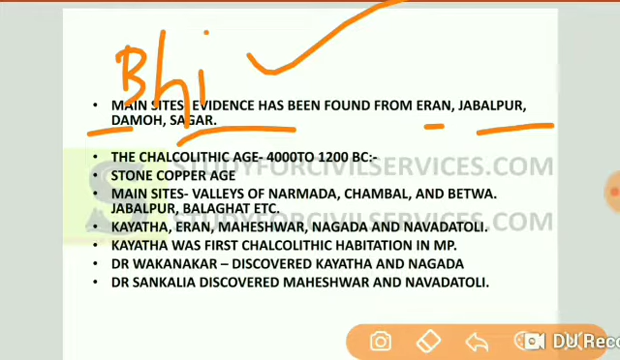 Bhi
• MAIN SITES- EVIDENCE HAS BEEN FOUND FROM ERAN, JABALPUR,
DAMOH, SAGAR.
• THE CHALCOLITHIC AGE- 4000TO 1200 BC:-
• STONE COPPER AGE
• MAIN SITES- VALLEYS OF NARMADA, CHAMBAL, AND BETWA.
JABALPUR, BALAGHAT ETC.
• KAYATHA, ERAN, MAHESHWAR, NAGADA AND NAVADATOLI.
• KAYATHA WAS FIRST CHALCOLITHIC HABITATION IN MP.
• DR WAKANAKAR – DISCOVERED KAYATHA AND NAGADA
• DR SANKALIA DISCOVERED MAHESHWAR AND NAVADATOLI.
STUDYFORCIVILSERVICES.COM
STUDYFORCIVILSERVICES.COM
DU Reco